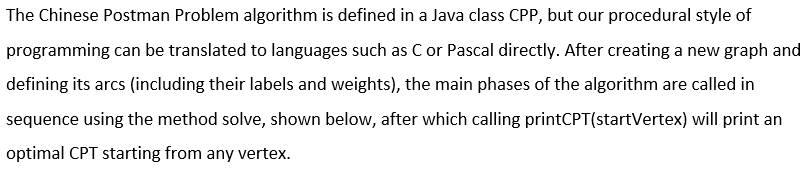 The Chinese Postman Problem algorithm is defined in a Java class CPP, but our procedural style of
programming can be translated to languages such as C or Pascal directly. After creating a new graph and
defining its arcs (including their labels and weights), the main phases of the algorithm are called in
sequence using the method solve, shown below, after which calling printCPT(startVertex) will print an
optimal CPT starting from any vertex.